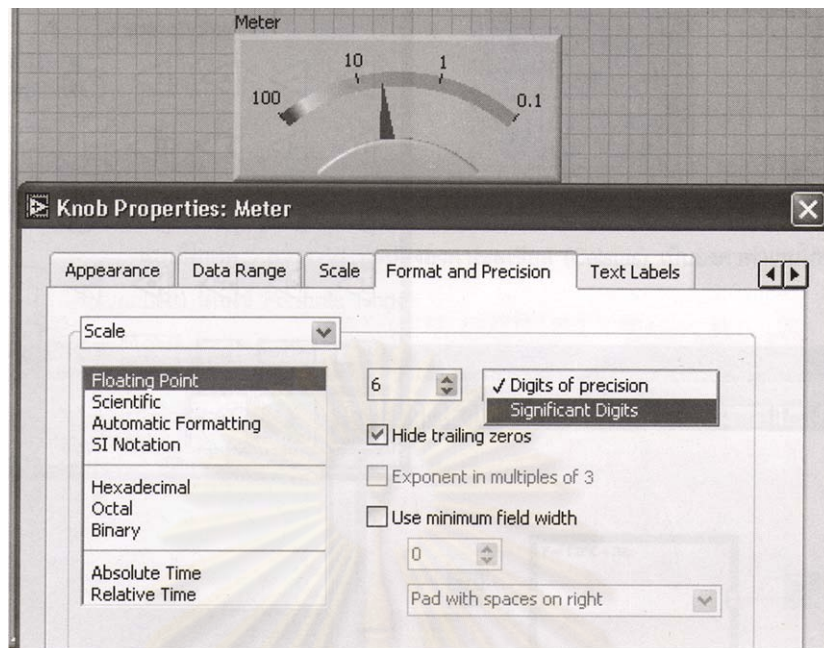 Meter
100
10
1
0.1
Knob Properties: Meter
Appearance
Data Range
Scale
Format and Precision
Text Labels
Scale
Floating Point
Scientific
Automatic Formatting
SI Notation
Hexadecimal
Octal
Binary
Absolute Time
Relative Time
6
✓ Digits of precision
Significant Digits
Hide trailing zeros
Exponent in multiples of 3
Use minimum field width
0
Pad with spaces on right